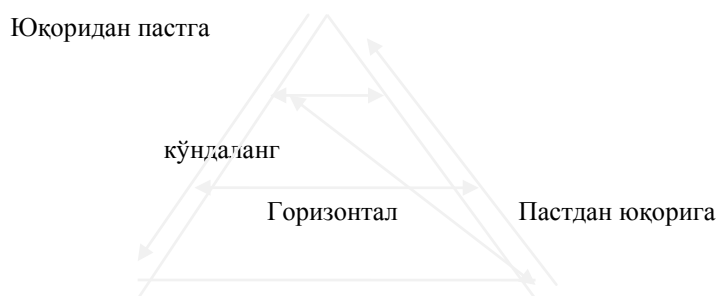 Юқоридан пастга
кўндаланг
Горизонтал
Пастдан юқорига